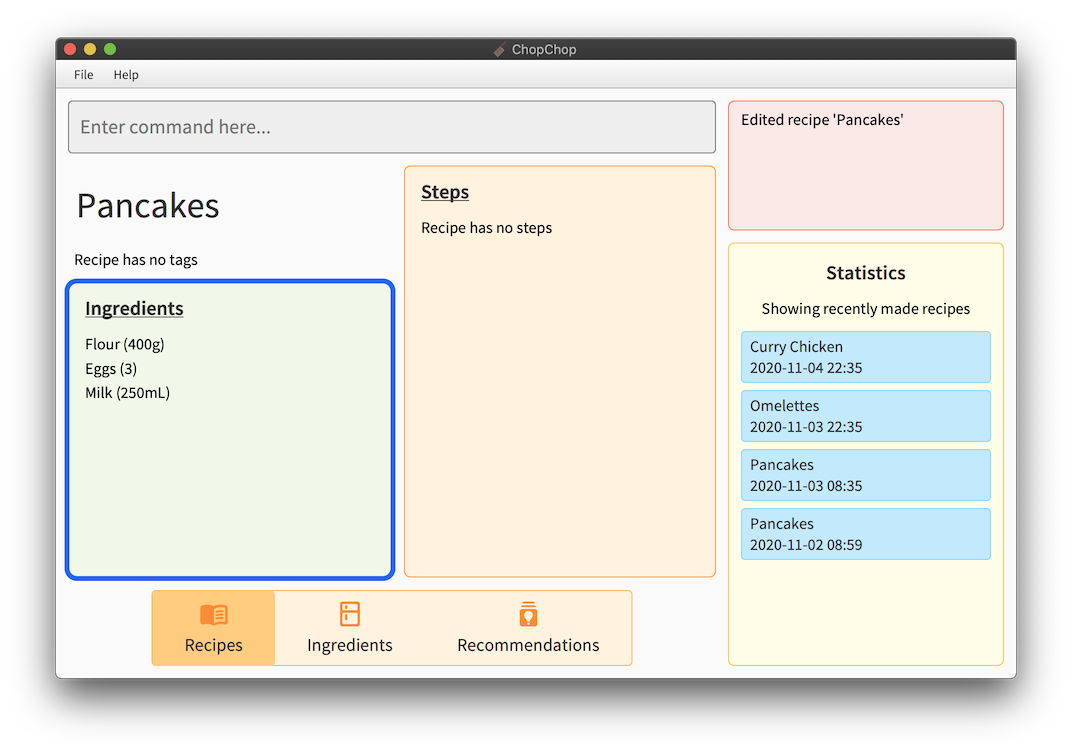 ChopChop
File Help
Enter command here...
Edited recipe 'Pancakes'
Pancakes
Recipe has no tags
Ingredients
Flour (400g)
Eggs (3)
Milk (250mL)
Steps
Recipe has no steps
Statistics
Showing recently made recipes
Curry Chicken
2020-11-04 22:35
Omelettes
2020-11-03 22:35
Pancakes
2020-11-03 08:35
Pancakes
2020-11-02 08:59
Recipes
Ingredients
Recommendations